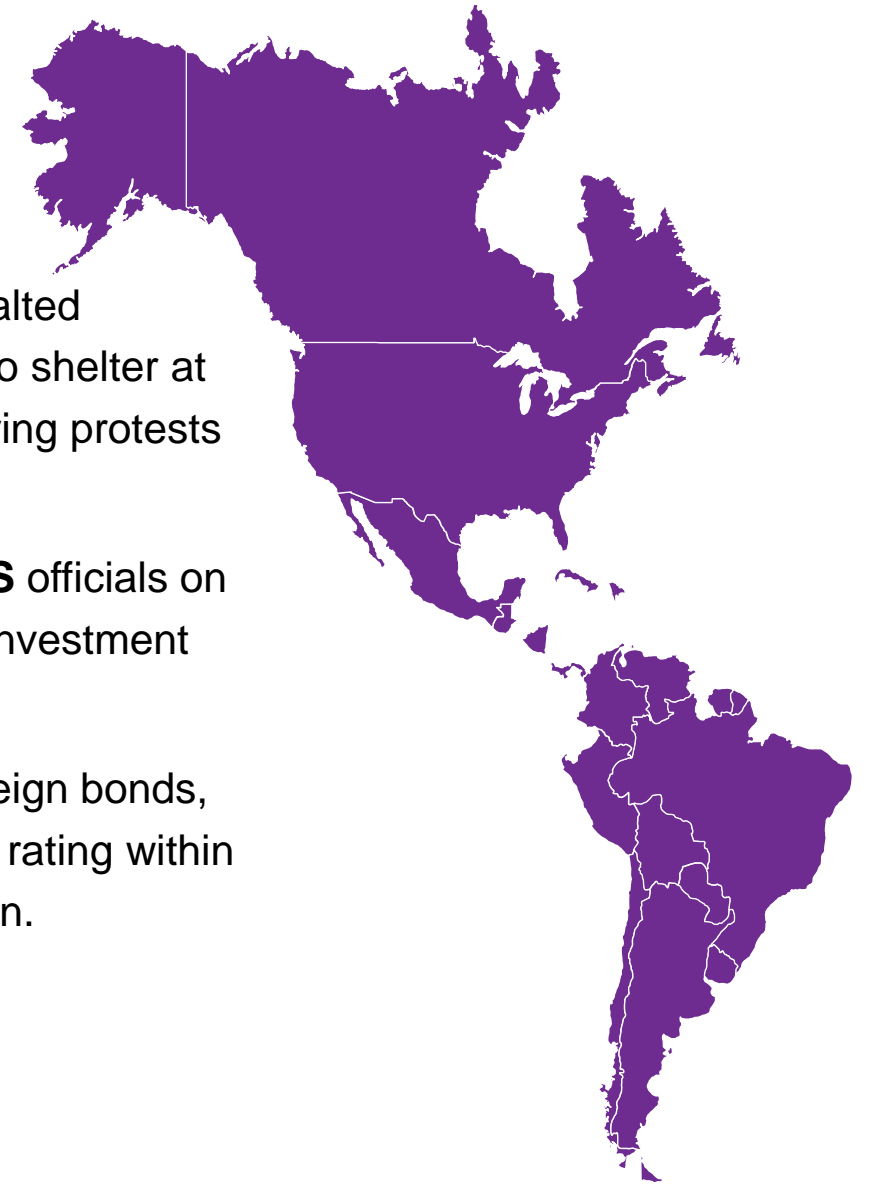 alted
o shelter at
ing protests
S officials on
nvestment
eign bonds,
rating within
n.